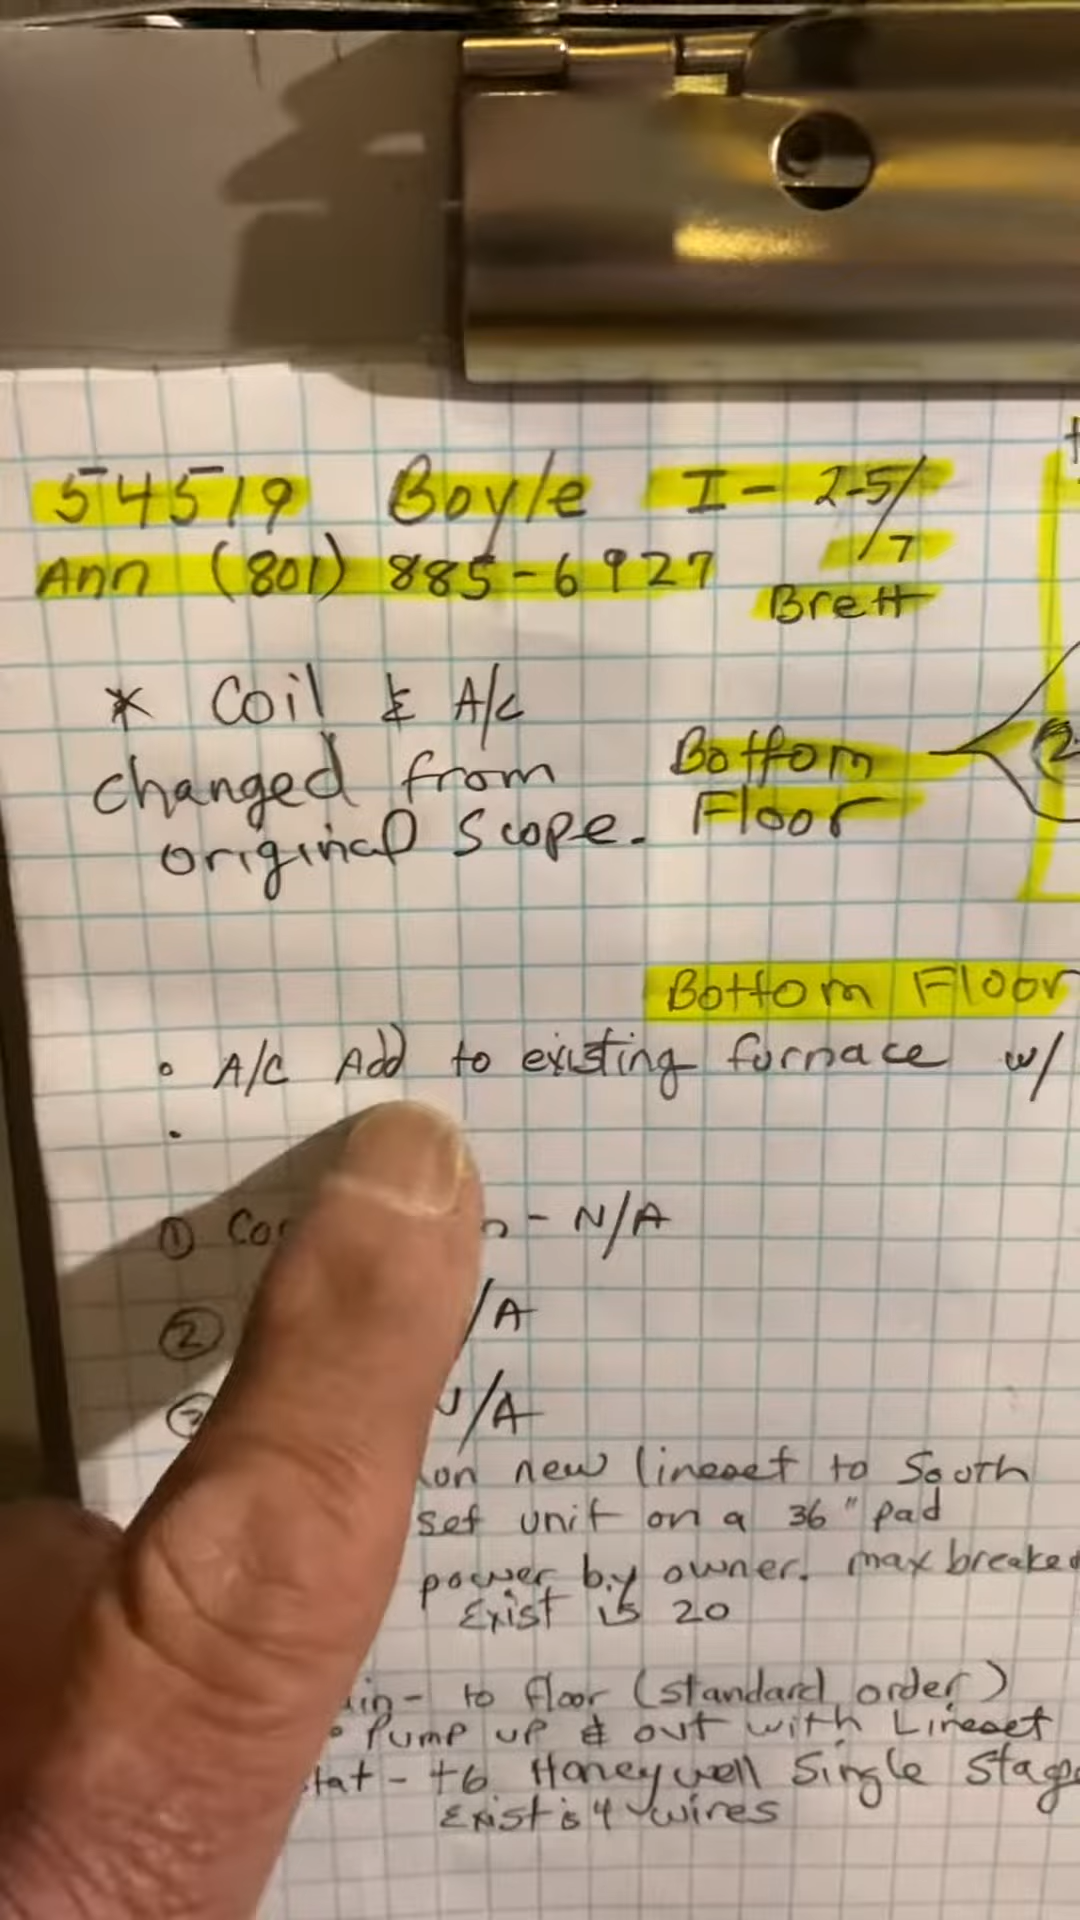 54519 Boyle I- 2-5/
/7
Ann (801) 885-6927
Brett
* Coil & A/C
changed from
original Scope.
Bottom
Floor
Bottom Floor
• A/C Add to existing furnace w/
•
① - N/A
② /A
③ /A
on new lineset to South
set unit on a 36" pad
power by owner. max breaker
Exist is 20
- to floor (standard order)
• Pump up & out with Lineset
stat - t6 Honeywell Single Stage
Exist is 4 wires